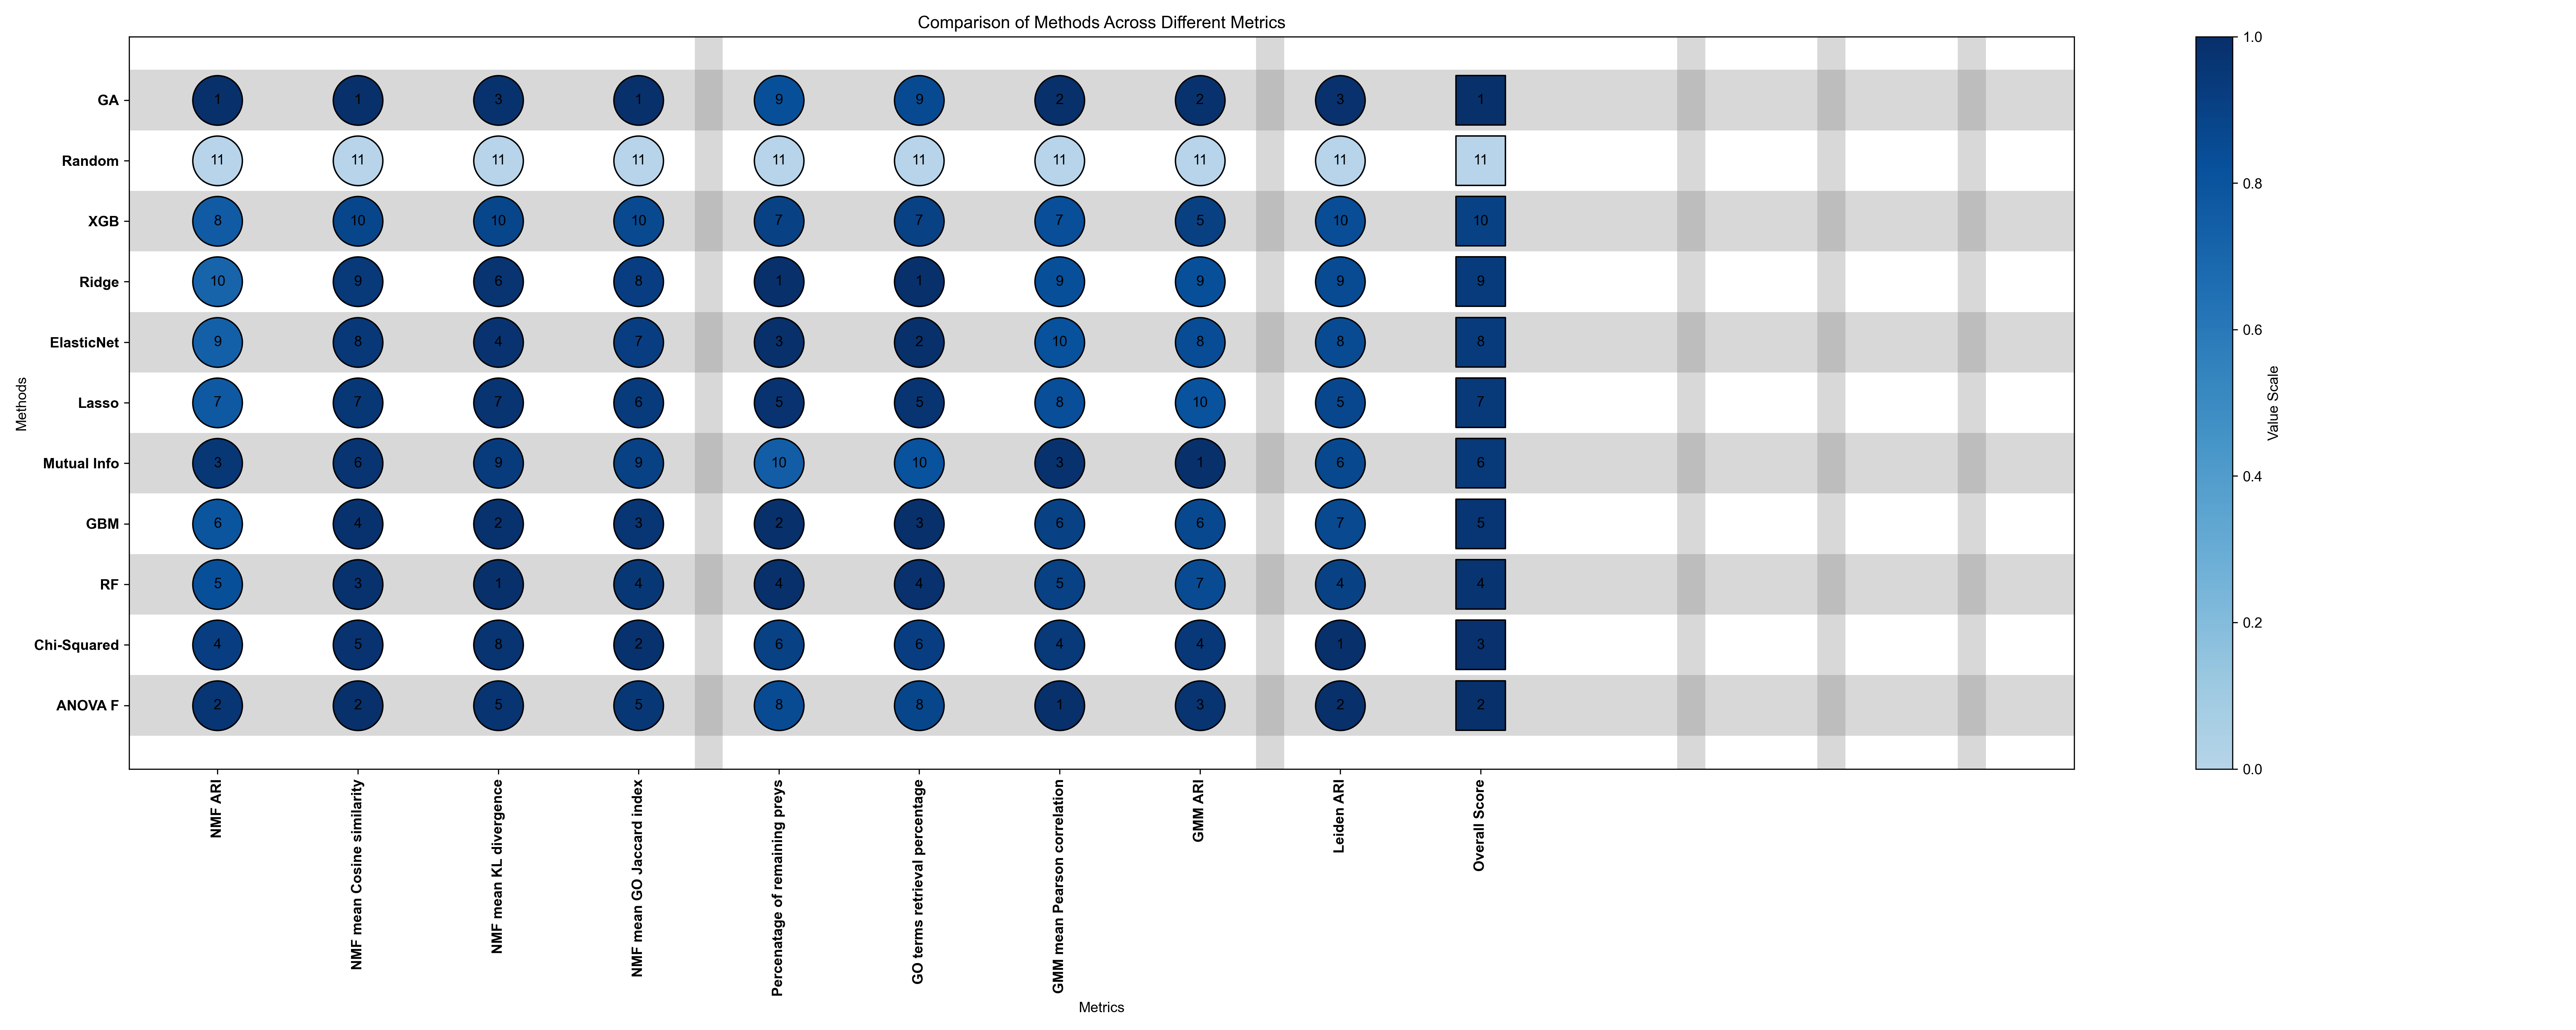 Comparison of Methods Across Different Metrics
GA 1 1 3 1 9 9 2 2 3 1
Random 11 11 11 11 11 11 11 11 11 11
XGB 8 10 10 10 7 7 7 5 10 10
Ridge 10 9 6 8 1 1 9 9 9 9
ElasticNet 9 8 4 7 3 2 10 8 8 8
Lasso 7 7 7 6 5 5 8 10 5 7
Mutual Info 3 6 9 9 10 10 3 1 6 6
GBM 6 4 2 3 2 3 6 6 7 5
RF 5 3 1 4 4 4 5 7 4 4
Chi-Squared 4 5 8 2 6 6 4 4 1 3
ANOVA F 2 2 5 5 8 8 1 3 2 2
Methods
NMF ARI
NMF mean Cosine similarity
NMF mean KL divergence
NMF mean GO Jaccard index
Percenatage of remaining preys
GO terms retrieval percentage
GMM mean Pearson correlation
GMM ARI
Leiden ARI
Overall Score
Metrics
1.0
0.8
0.6
0.4
0.2
0.0
Value Scale